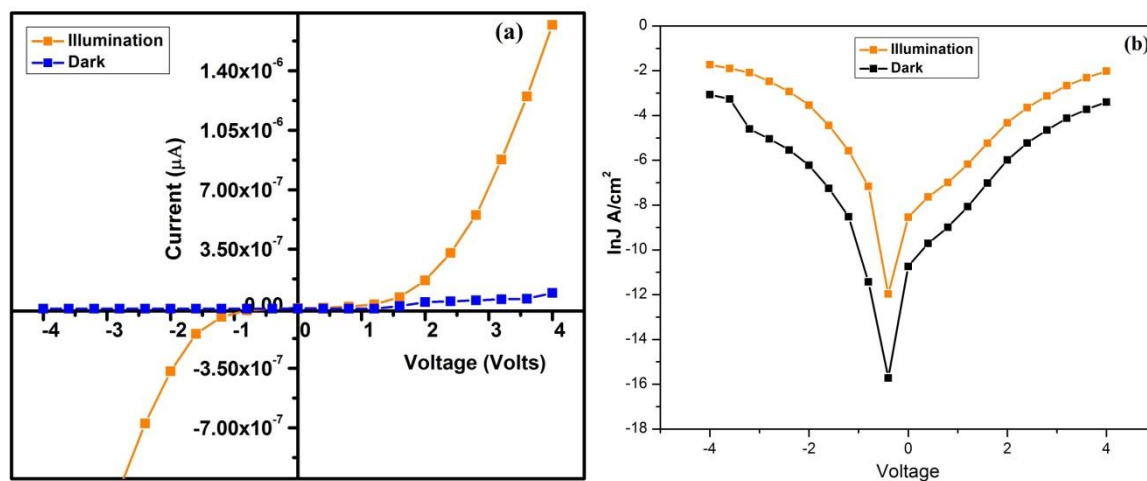 (a)
Illumination
Dark
1.40x10⁻⁶
1.05x10⁻⁶
7.00x10⁻⁷
3.50x10⁻⁷
0.00
-3.50x10⁻⁷
-7.00x10⁻⁷
Current (µA)
-4 -3 -2 -1 0 1 2 3 4
Voltage (Volts)
(b)
Illumination
Dark
0
-2
-4
-6
-8
-10
-12
-14
-16
-18
lnJ A/cm²
-4 -2 0 2 4
Voltage